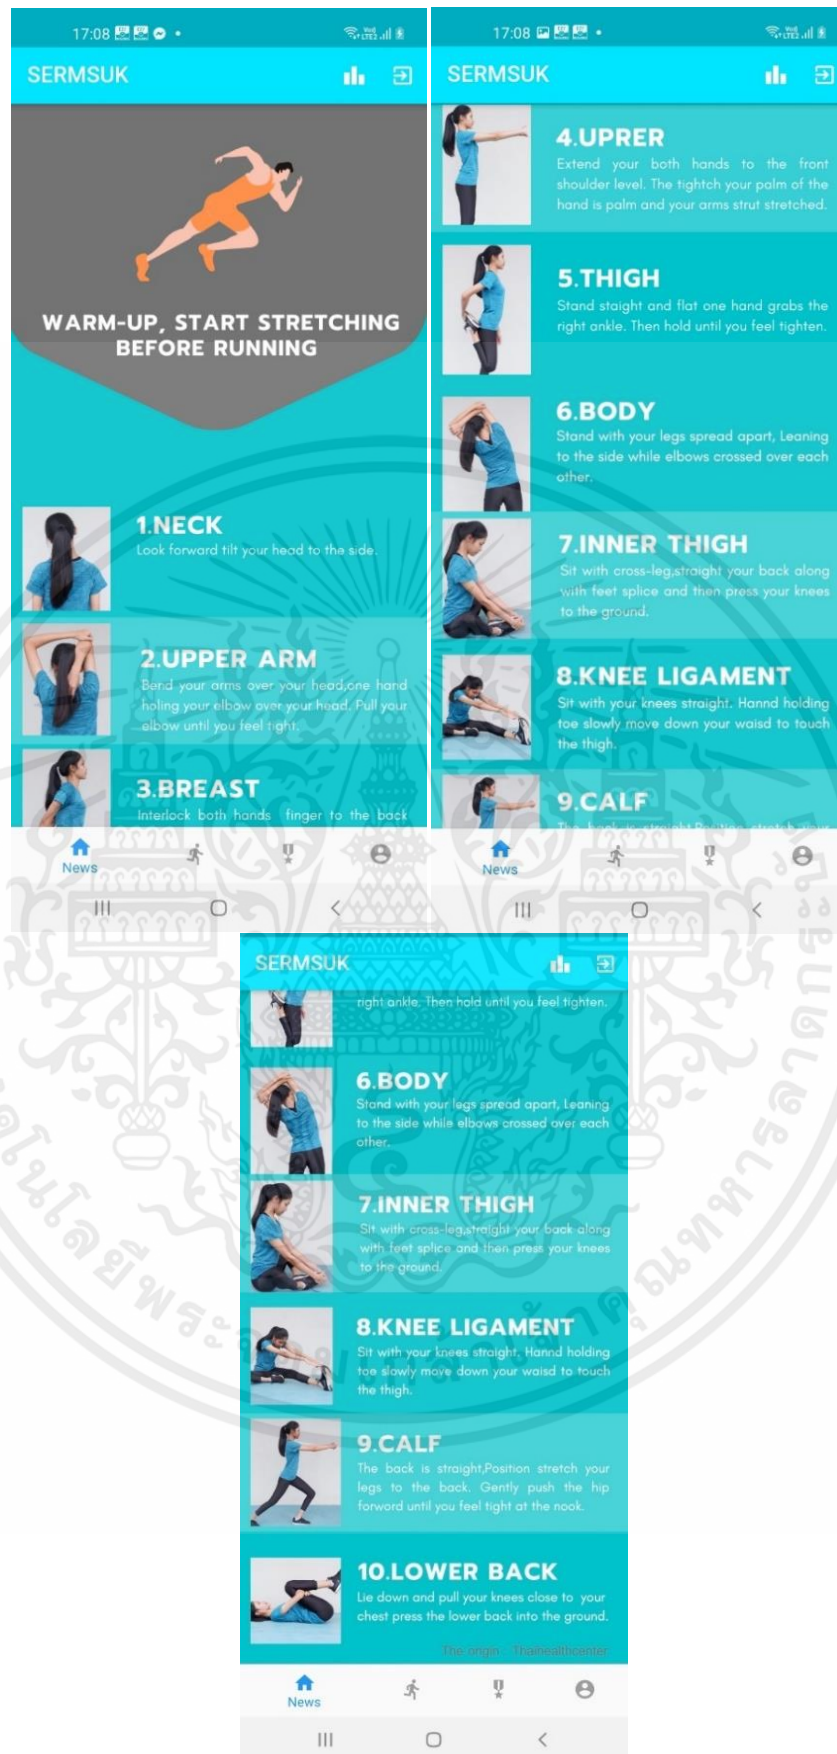 17:08
SERMSUK
WARM-UP, START STRETCHING
BEFORE RUNNING
1.NECK
Look forward tilt your head to the side.
2.UPPER ARM
Bend your arms over your head,one hand
holing your elbow over your head. Pull your
elbow until you feel tight.
3.BREAST
Interlock both hands finger to the back
News
17:08
SERMSUK
4.UPRER
Extend your both hands to the front
shoulder level. The tightch your palm of the
hand is palm and your arms strut stretched.
5.THIGH
Stand staight and flat one hand grabs the
right ankle. Then hold until you feel tighten.
6.BODY
Stand with your legs spread apart, Leaning
to the side while elbows crossed over each
other.
7.INNER THIGH
Sit with cross-leg,straight your back along
with feet splice and then press your knees
to the ground.
8.KNEE LIGAMENT
Sit with your knees straight. Hannd holding
toe slowly move down your waisd to touch
the thigh.
9.CALF
The back is straight,Position stretch your
News
SERMSUK
right ankle. Then hold until you feel tighten.
6.BODY
Stand with your legs spread apart, Leaning
to the side while elbows crossed over each
other.
7.INNER THIGH
Sit with cross-leg,straight your back along
with feet splice and then press your knees
to the ground.
8.KNEE LIGAMENT
Sit with your knees straight. Hannd holding
toe slowly move down your waisd to touch
the thigh.
9.CALF
The back is straight,Position stretch your
legs to the back. Gently push the hip
forword until you feel tight at the nook.
10.LOWER BACK
Lie down and pull your knees close to your
chest press the lower back into the ground.
The origin Thaihealthcenter
News